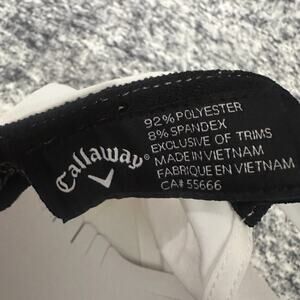 Callaway®
92% POLYESTER
8% SPANDEX
EXCLUSIVE OF TRIMS
MADE IN VIETNAM
FABRIQUE EN VIETNAM
CA# 55666